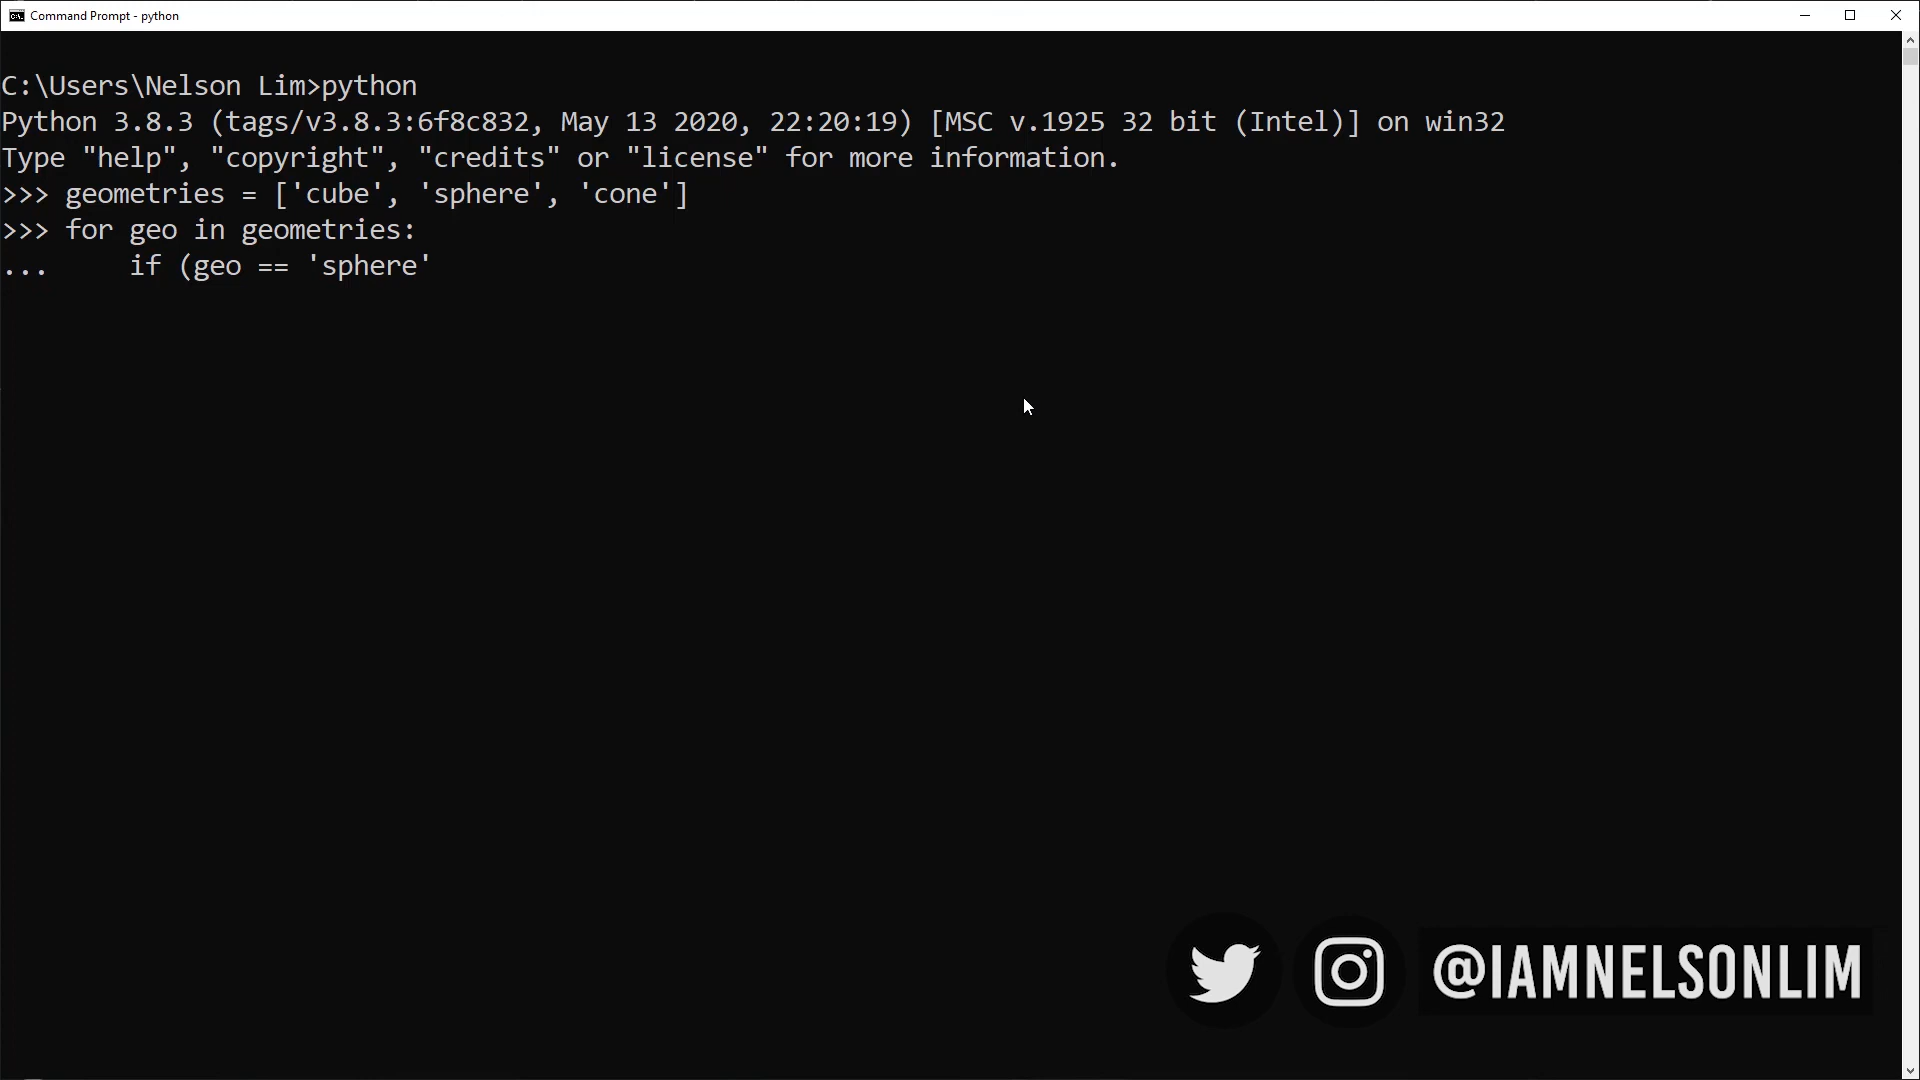 Command Prompt - python
C:\Users\Nelson Lim>python
Python 3.8.3 (tags/v3.8.3:6f8c832, May 13 2020, 22:20:19) [MSC v.1925 32 bit (Intel)] on win32
Type "help", "copyright", "credits" or "license" for more information.
>>> geometries = ['cube', 'sphere', 'cone']
>>> for geo in geometries:
...     if (geo == 'sphere'
@IAMNELSONLIM